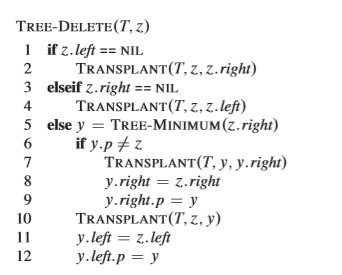 TREE-DELETE(T, z)
1 if z.left == NIL
2 TRANSPLANT(T, z, z.right)
3 elseif z.right == NIL
4 TRANSPLANT(T, z, z.left)
5 else y = TREE-MINIMUM(z.right)
6 if y.p ≠ z
7 TRANSPLANT(T, y, y.right)
8 y.right = z.right
9 y.right.p = y
10 TRANSPLANT(T, z, y)
11 y.left = z.left
12 y.left.p = y